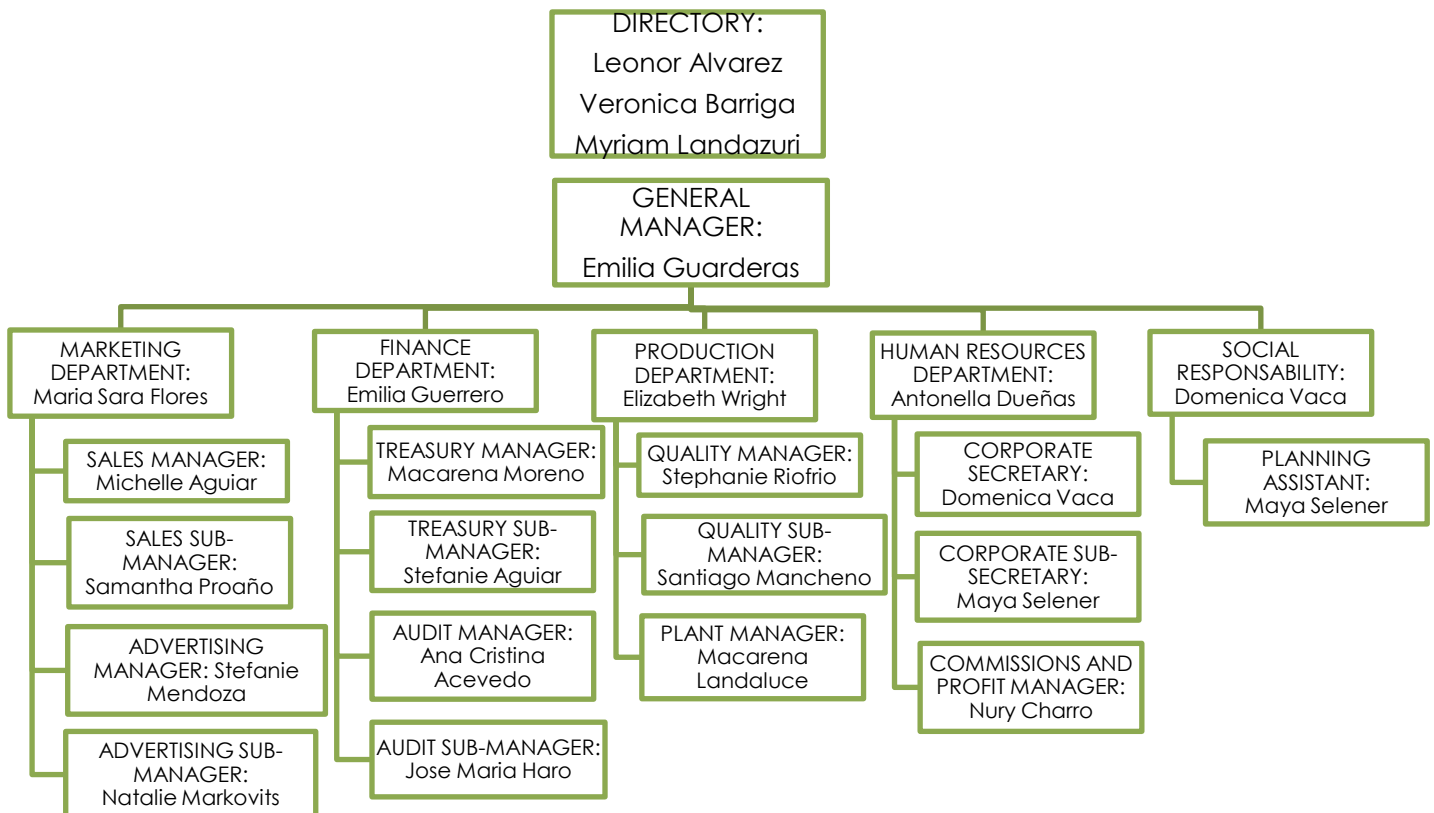 DIRECTORY:
Leonor Alvarez
Veronica Barriga
Myriam Landazuri
GENERAL
MANAGER:
Emilia Guarderas
MARKETING
DEPARTMENT:
Maria Sara Flores
SALES MANAGER:
Michelle Aguiar
SALES SUB-
MANAGER:
Samantha Proaño
ADVERTISING
MANAGER: Stefanie
Mendoza
ADVERTISING SUB-
MANAGER:
Natalie Markovits
FINANCE
DEPARTMENT:
Emilia Guerrero
TREASURY MANAGER:
Macarena Moreno
TREASURY SUB-
MANAGER:
Stefanie Aguiar
AUDIT MANAGER:
Ana Cristina
Acevedo
AUDIT SUB-MANAGER:
Jose Maria Haro
PRODUCTION
DEPARTMENT:
Elizabeth Wright
QUALITY MANAGER:
Stephanie Riofrio
QUALITY SUB-
MANAGER:
Santiago Mancheno
PLANT MANAGER:
Macarena
Landaluce
HUMAN RESOURCES
DEPARTMENT:
Antonella Dueñas
CORPORATE
SECRETARY:
Domenica Vaca
CORPORATE SUB-
SECRETARY:
Maya Selener
COMMISSIONS AND
PROFIT MANAGER:
Nury Charro
SOCIAL
RESPONSABILITY:
Domenica Vaca
PLANNING
ASSISTANT:
Maya Selener